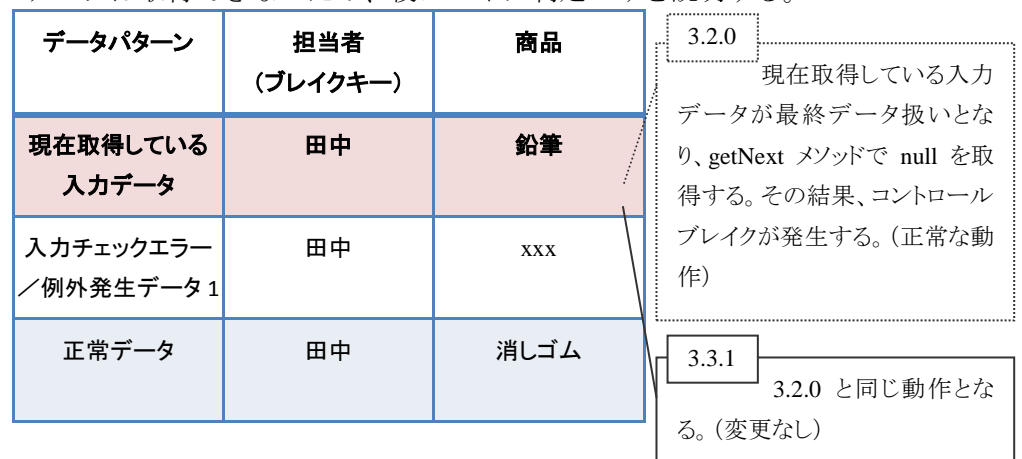 データパターン
担当者
（ブレイクキー）
商品
現在取得している
入力データ
田中
鉛筆
入力チェックエラー
／例外発生データ1
田中
xxx
正常データ
田中
消しゴム
3.2.0
現在取得している入力
データが最終データ扱いとな
り、getNext メソッドで null を取
得する。その結果、コントロール
ブレイクが発生する。（正常な動
作）
3.3.1
3.2.0 と同じ動作とな
る。（変更なし）